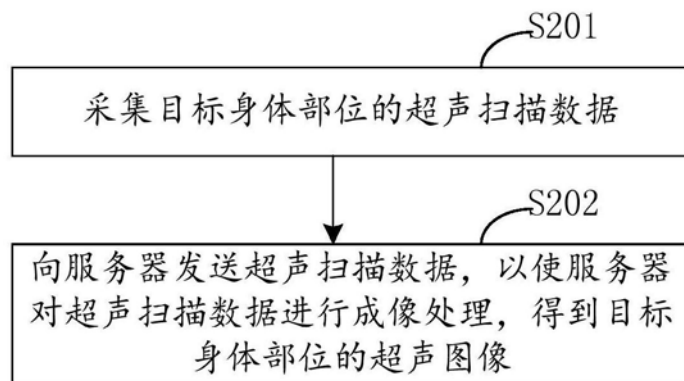 S201
采集目标身体部位的超声扫描数据
S202
向服务器发送超声扫描数据，以使服务器
对超声扫描数据进行成像处理，得到目标
身体部位的超声图像